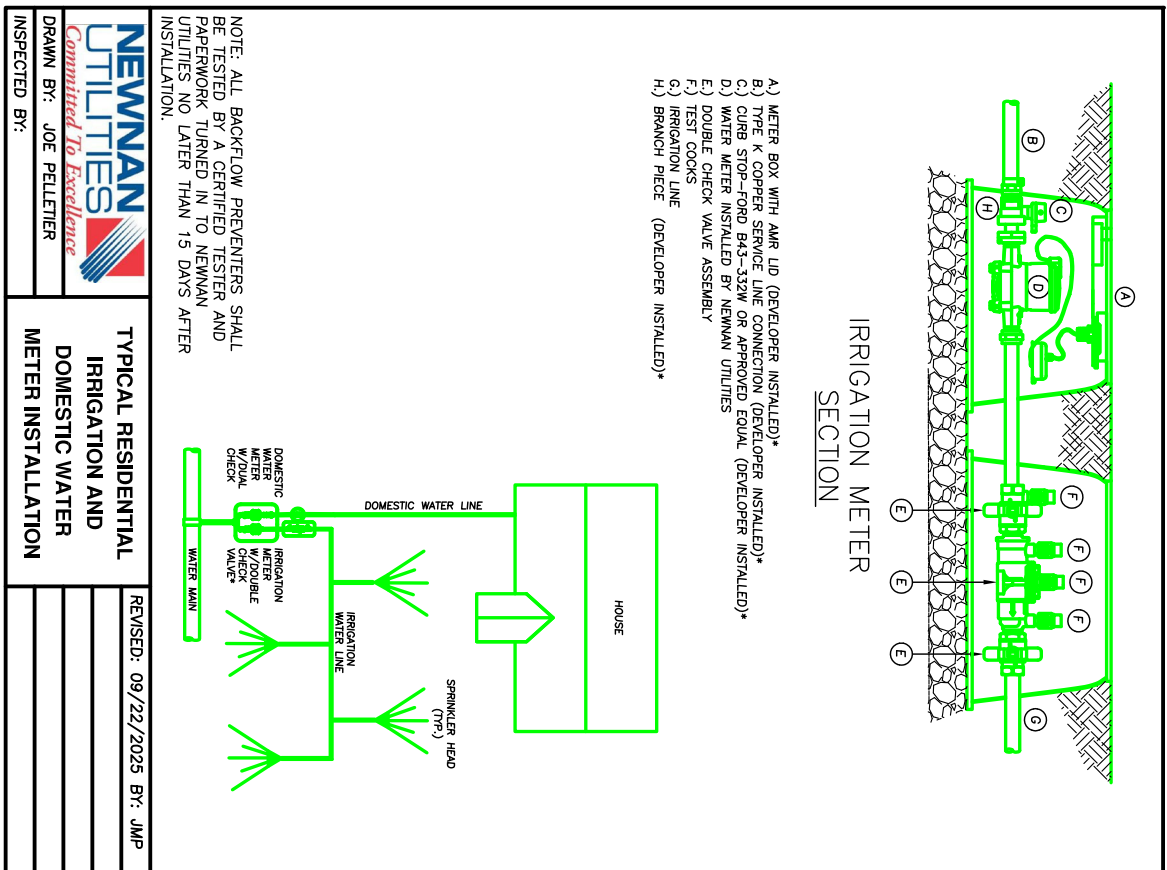 A
B
C
H
D
F
F
F
F
E
E
E
G
IRRIGATION METER
SECTION
A.) METER BOX WITH AMR LID (DEVELOPER INSTALLED)*
B.) TYPE K COPPER SERVICE LINE CONNECTION (DEVELOPER INSTALLED)*
C.) CURB STOP-FORD B43-332W OR APPROVED EQUAL (DEVELOPER INSTALLED)*
D.) WATER METER INSTALLED BY NEWNAN UTILITIES
E.) DOUBLE CHECK VALVE ASSEMBLY
F.) TEST COCKS
G.) IRRIGATION LINE
H.) BRANCH PIECE (DEVELOPER INSTALLED)*
HOUSE
DOMESTIC WATER LINE
SPRINKLER HEAD
(TYP.)
IRRIGATION
WATER LINE
DOMESTIC
WATER
METER
W/DUAL
CHECK
IRRIGATION
METER
W/DOUBLE
CHECK
VALVE*
WATER MAIN
NOTE: ALL BACKFLOW PREVENTERS SHALL
BE TESTED BY A CERTIFIED TESTER AND
PAPERWORK TURNED IN TO NEWNAN
UTILITIES NO LATER THAN 15 DAYS AFTER
INSTALLATION.
NEWNAN
UTILITIES
Committed To Excellence
DRAWN BY: JOE PELLETIER
INSPECTED BY:
TYPICAL RESIDENTIAL
IRRIGATION AND
DOMESTIC WATER
METER INSTALLATION
REVISED: 09/22/2025 BY: JMP